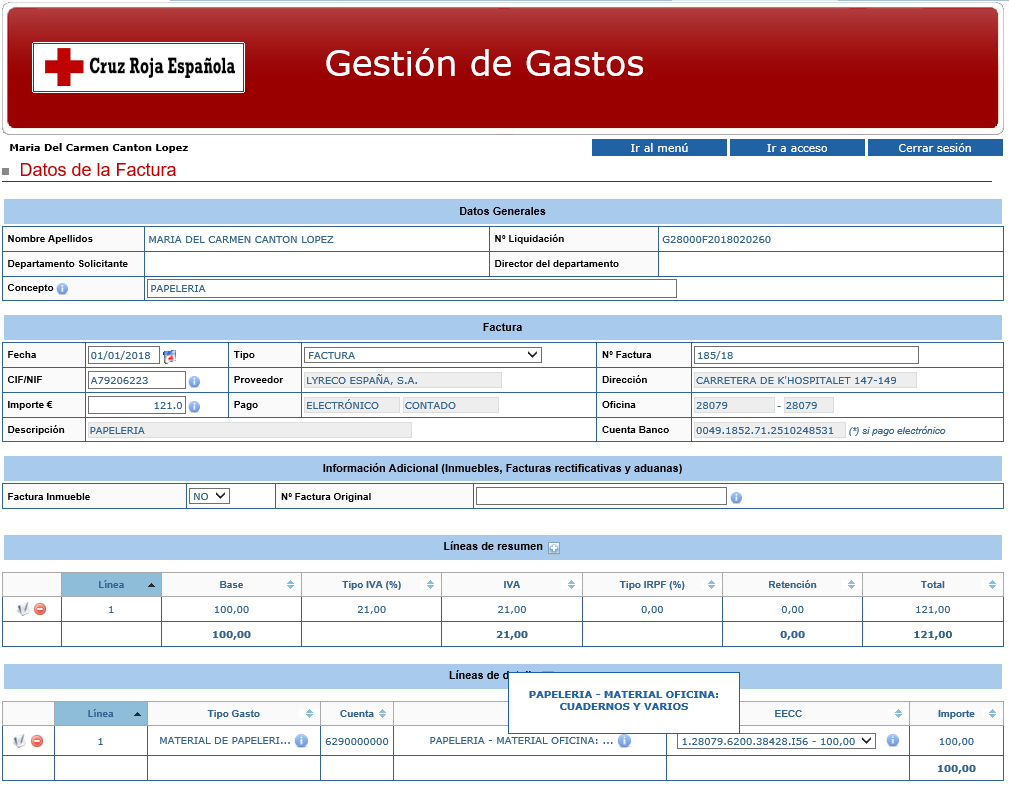 Cruz Roja Española
Gestión de Gastos
Maria Del Carmen Canton Lopez
Ir al menú
Ir a acceso
Cerrar sesión
Datos de la Factura
Datos Generales
Nombre Apellidos MARIA DEL CARMEN CANTON LOPEZ Nº Liquidación G28000F2018020260
Departamento Solicitante Director del departamento
Concepto PAPELERIA
Factura
Fecha 01/01/2018 Tipo FACTURA Nº Factura 185/18
CIF/NIF A79206223 Proveedor LYRECO ESPAÑA, S.A. Dirección CARRETERA DE K'HOSPITALET 147-149
Importe € 121.0 Pago ELECTRÓNICO CONTADO Oficina 28079 - 28079
Descripción PAPELERIA Cuenta Banco 0049.1852.71.2510248531 (*) si pago electrónico
Información Adicional (Inmuebles, Facturas rectificativas y aduanas)
Factura Inmueble NO Nº Factura Original
Líneas de resumen
Línea Base Tipo IVA (%) IVA Tipo IRPF (%) Retención Total
1 100,00 21,00 21,00 0,00 0,00 121,00
100,00 21,00 0,00 121,00
Líneas de
PAPELERIA - MATERIAL OFICINA:
CUADERNOS Y VARIOS
Línea Tipo Gasto Cuenta EECC Importe
1 MATERIAL DE PAPELERI... 6290000000 PAPELERIA - MATERIAL OFICINA: ... 1.28079.6200.38428.I56 - 100,00 100,00
100,00